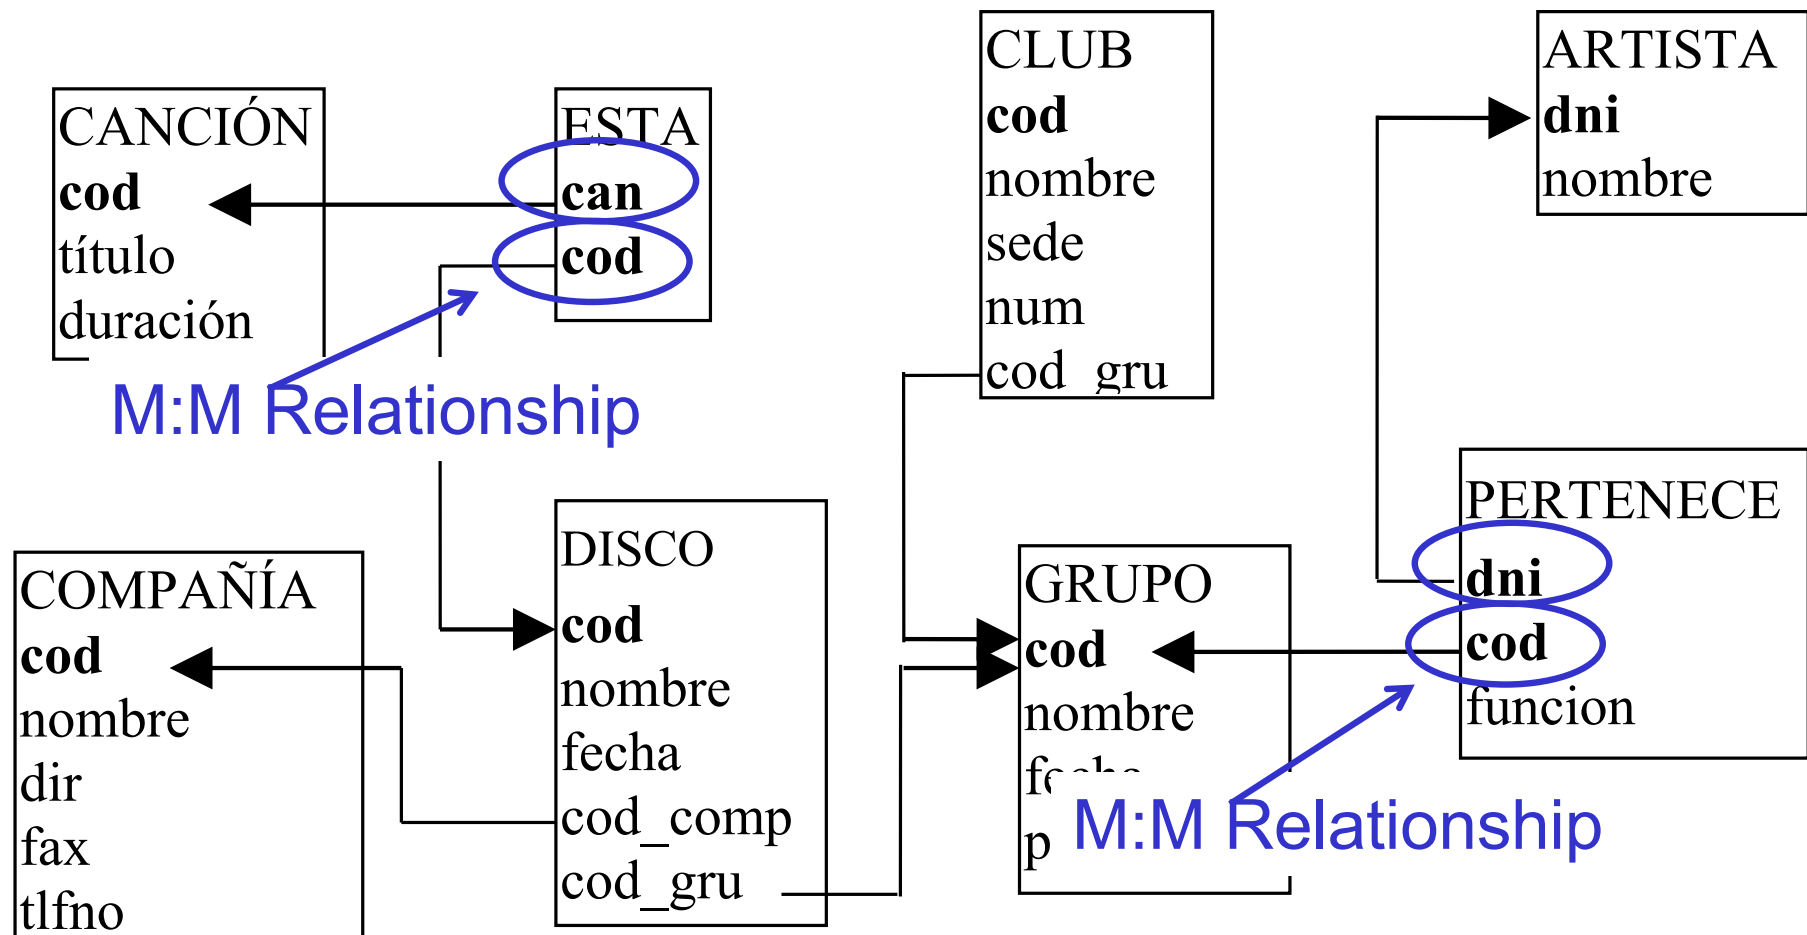 CANCIÓN
cod
título
duración
ESTA
can
cod
M:M Relationship
CLUB
cod
nombre
sede
num
cod_gru
ARTISTA
dni
nombre
COMPAÑÍA
cod
nombre
dir
fax
tlfno
DISCO
cod
nombre
fecha
cod_comp
cod_gru
GRUPO
cod
nombre
fecha
p
M:M Relationship
PERTENECE
dni
cod
funcion